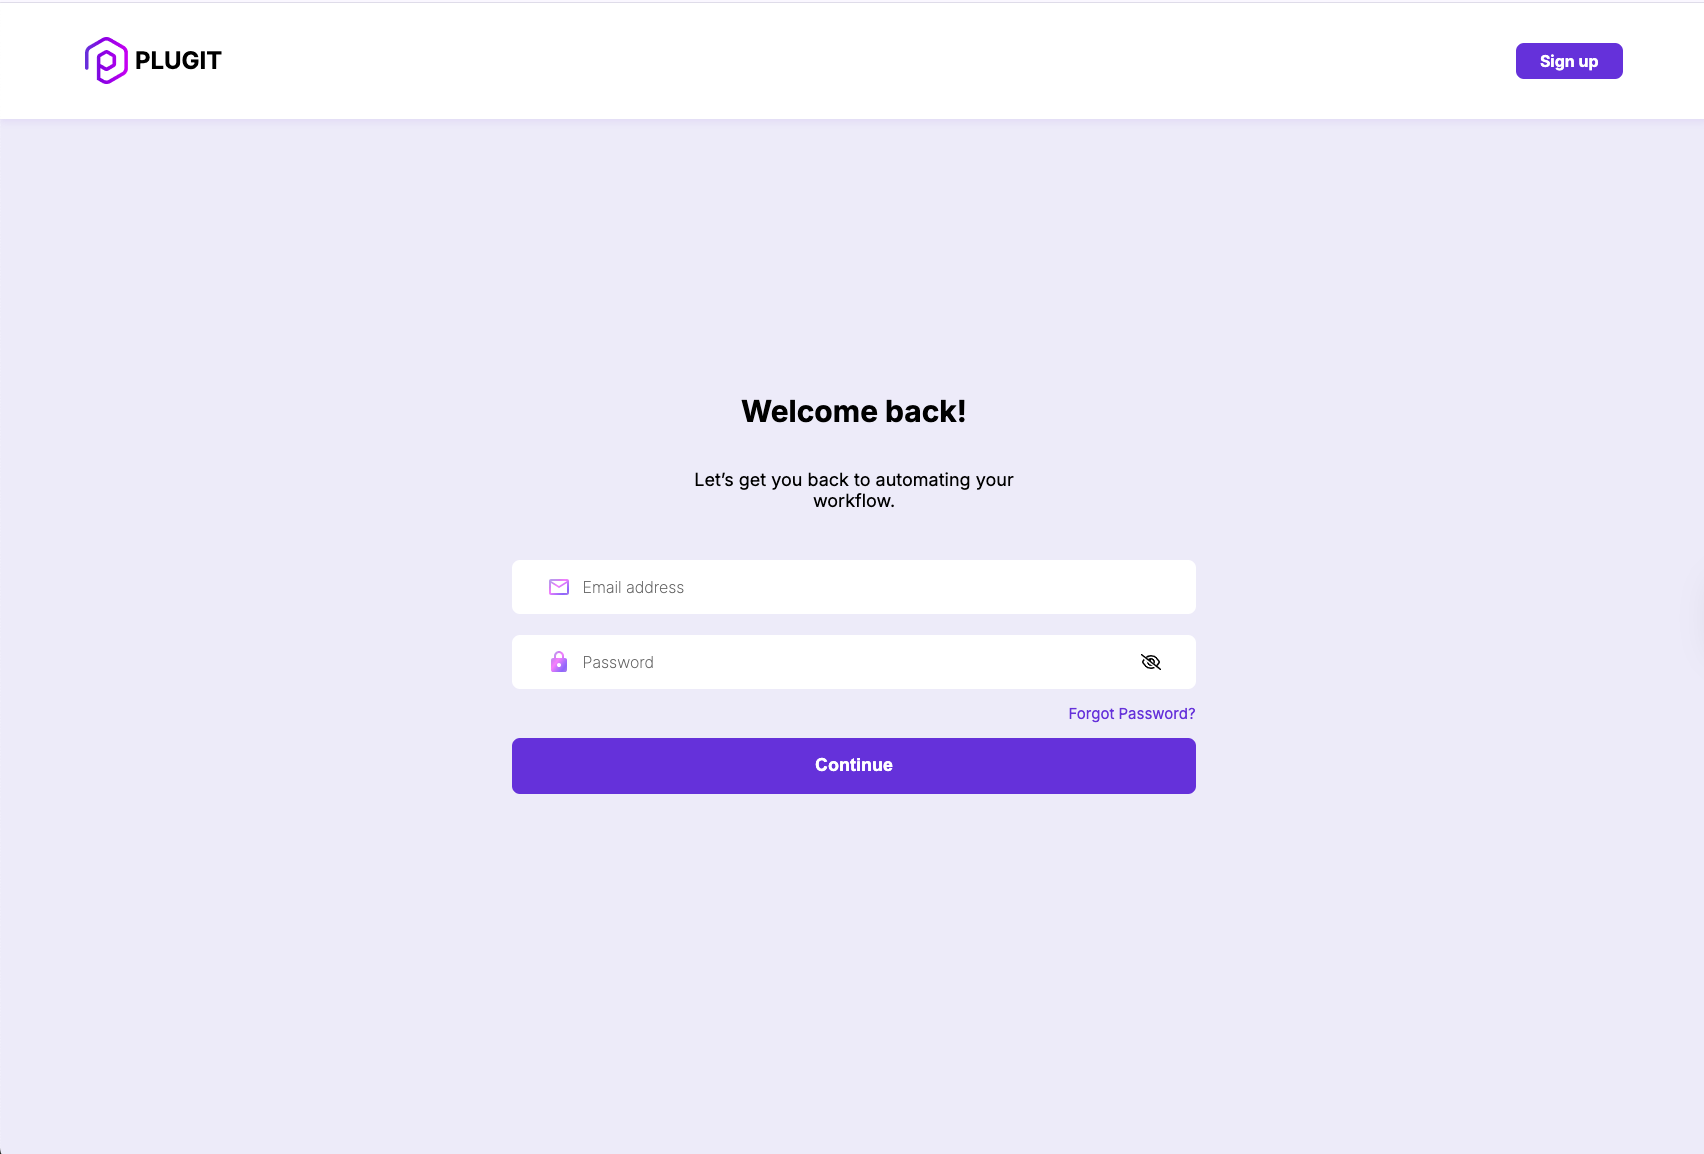 PLUGIT
Sign up
Welcome back!
Let’s get you back to automating your
workflow.
Email address
Password
Forgot Password?
Continue